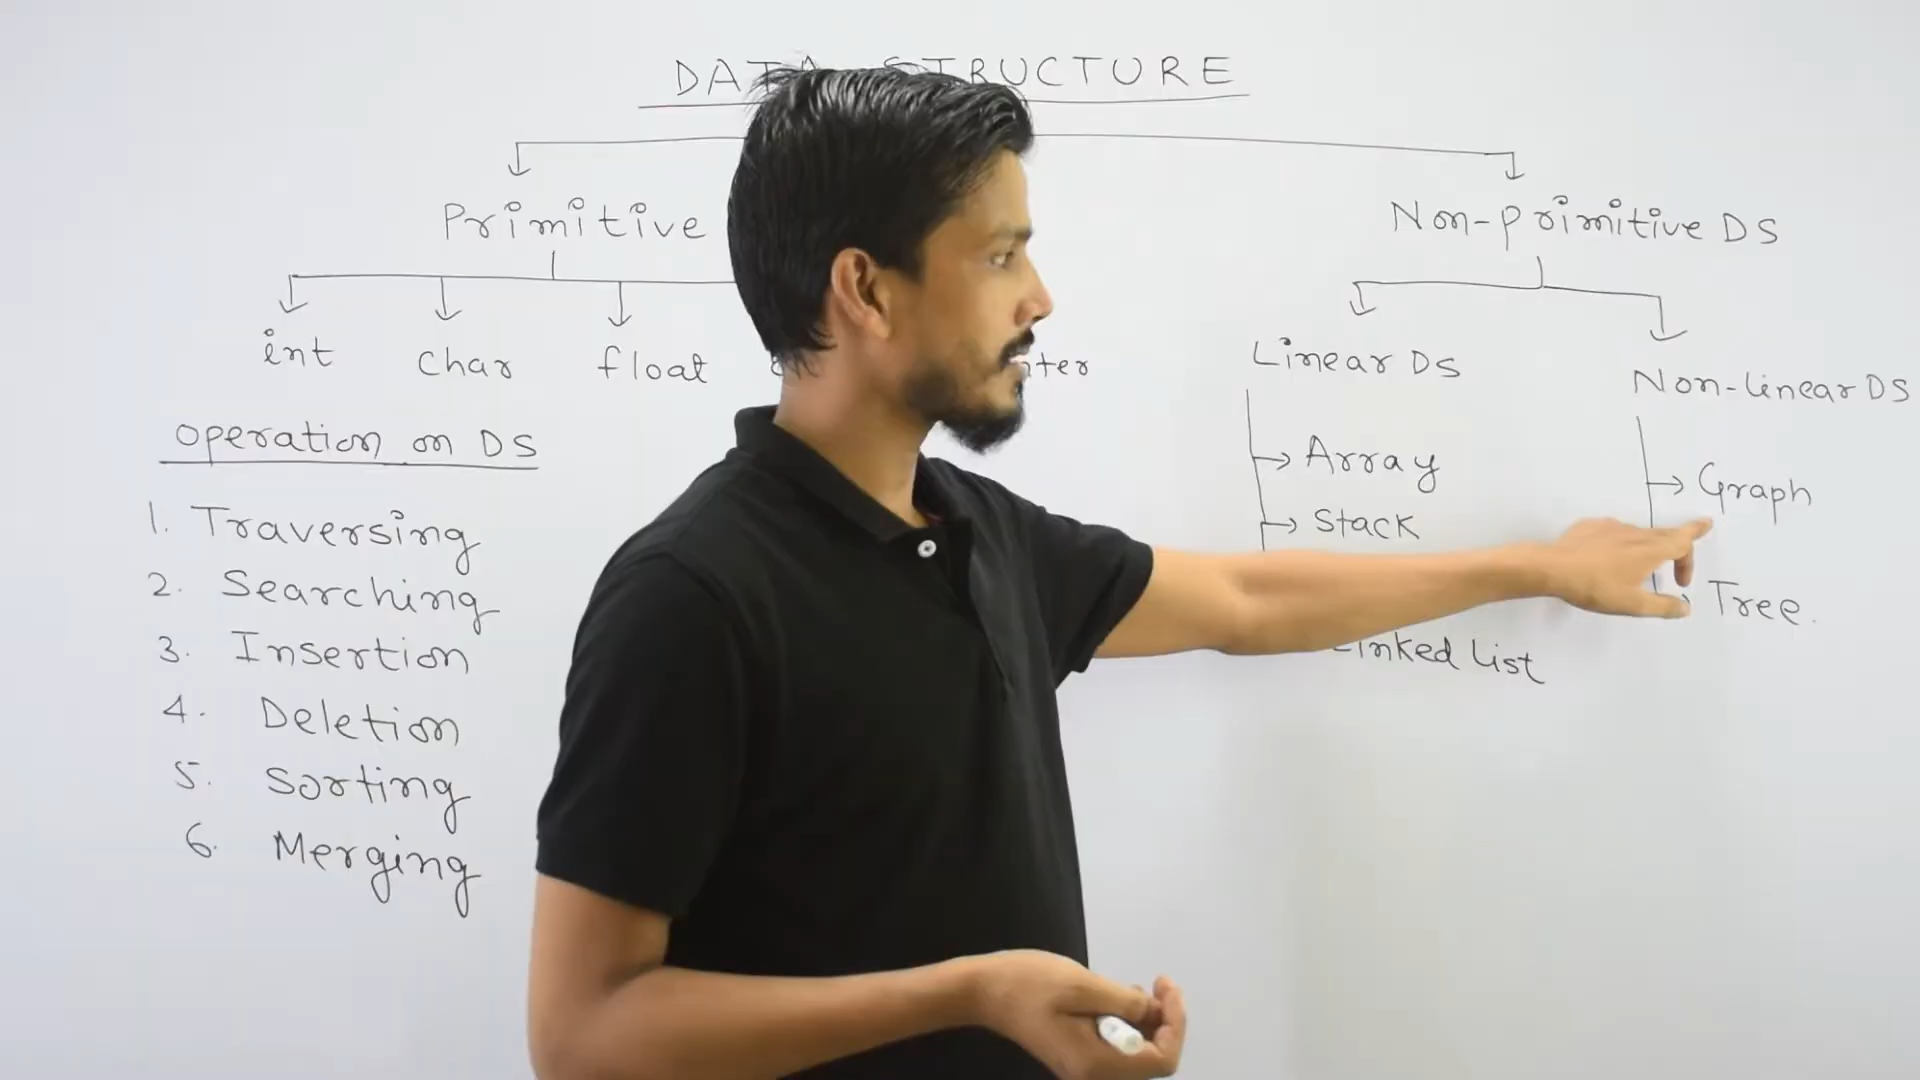 DATA STRUCTURE
Primitive
Non-primitive DS
int
char
float
Linear DS
Non-linear DS
Array
Graph
Stack
Tree.
Linked List
operation on DS
1. Traversing
2. Searching
3. Insertion
4. Deletion
5. Sorting
6. Merging